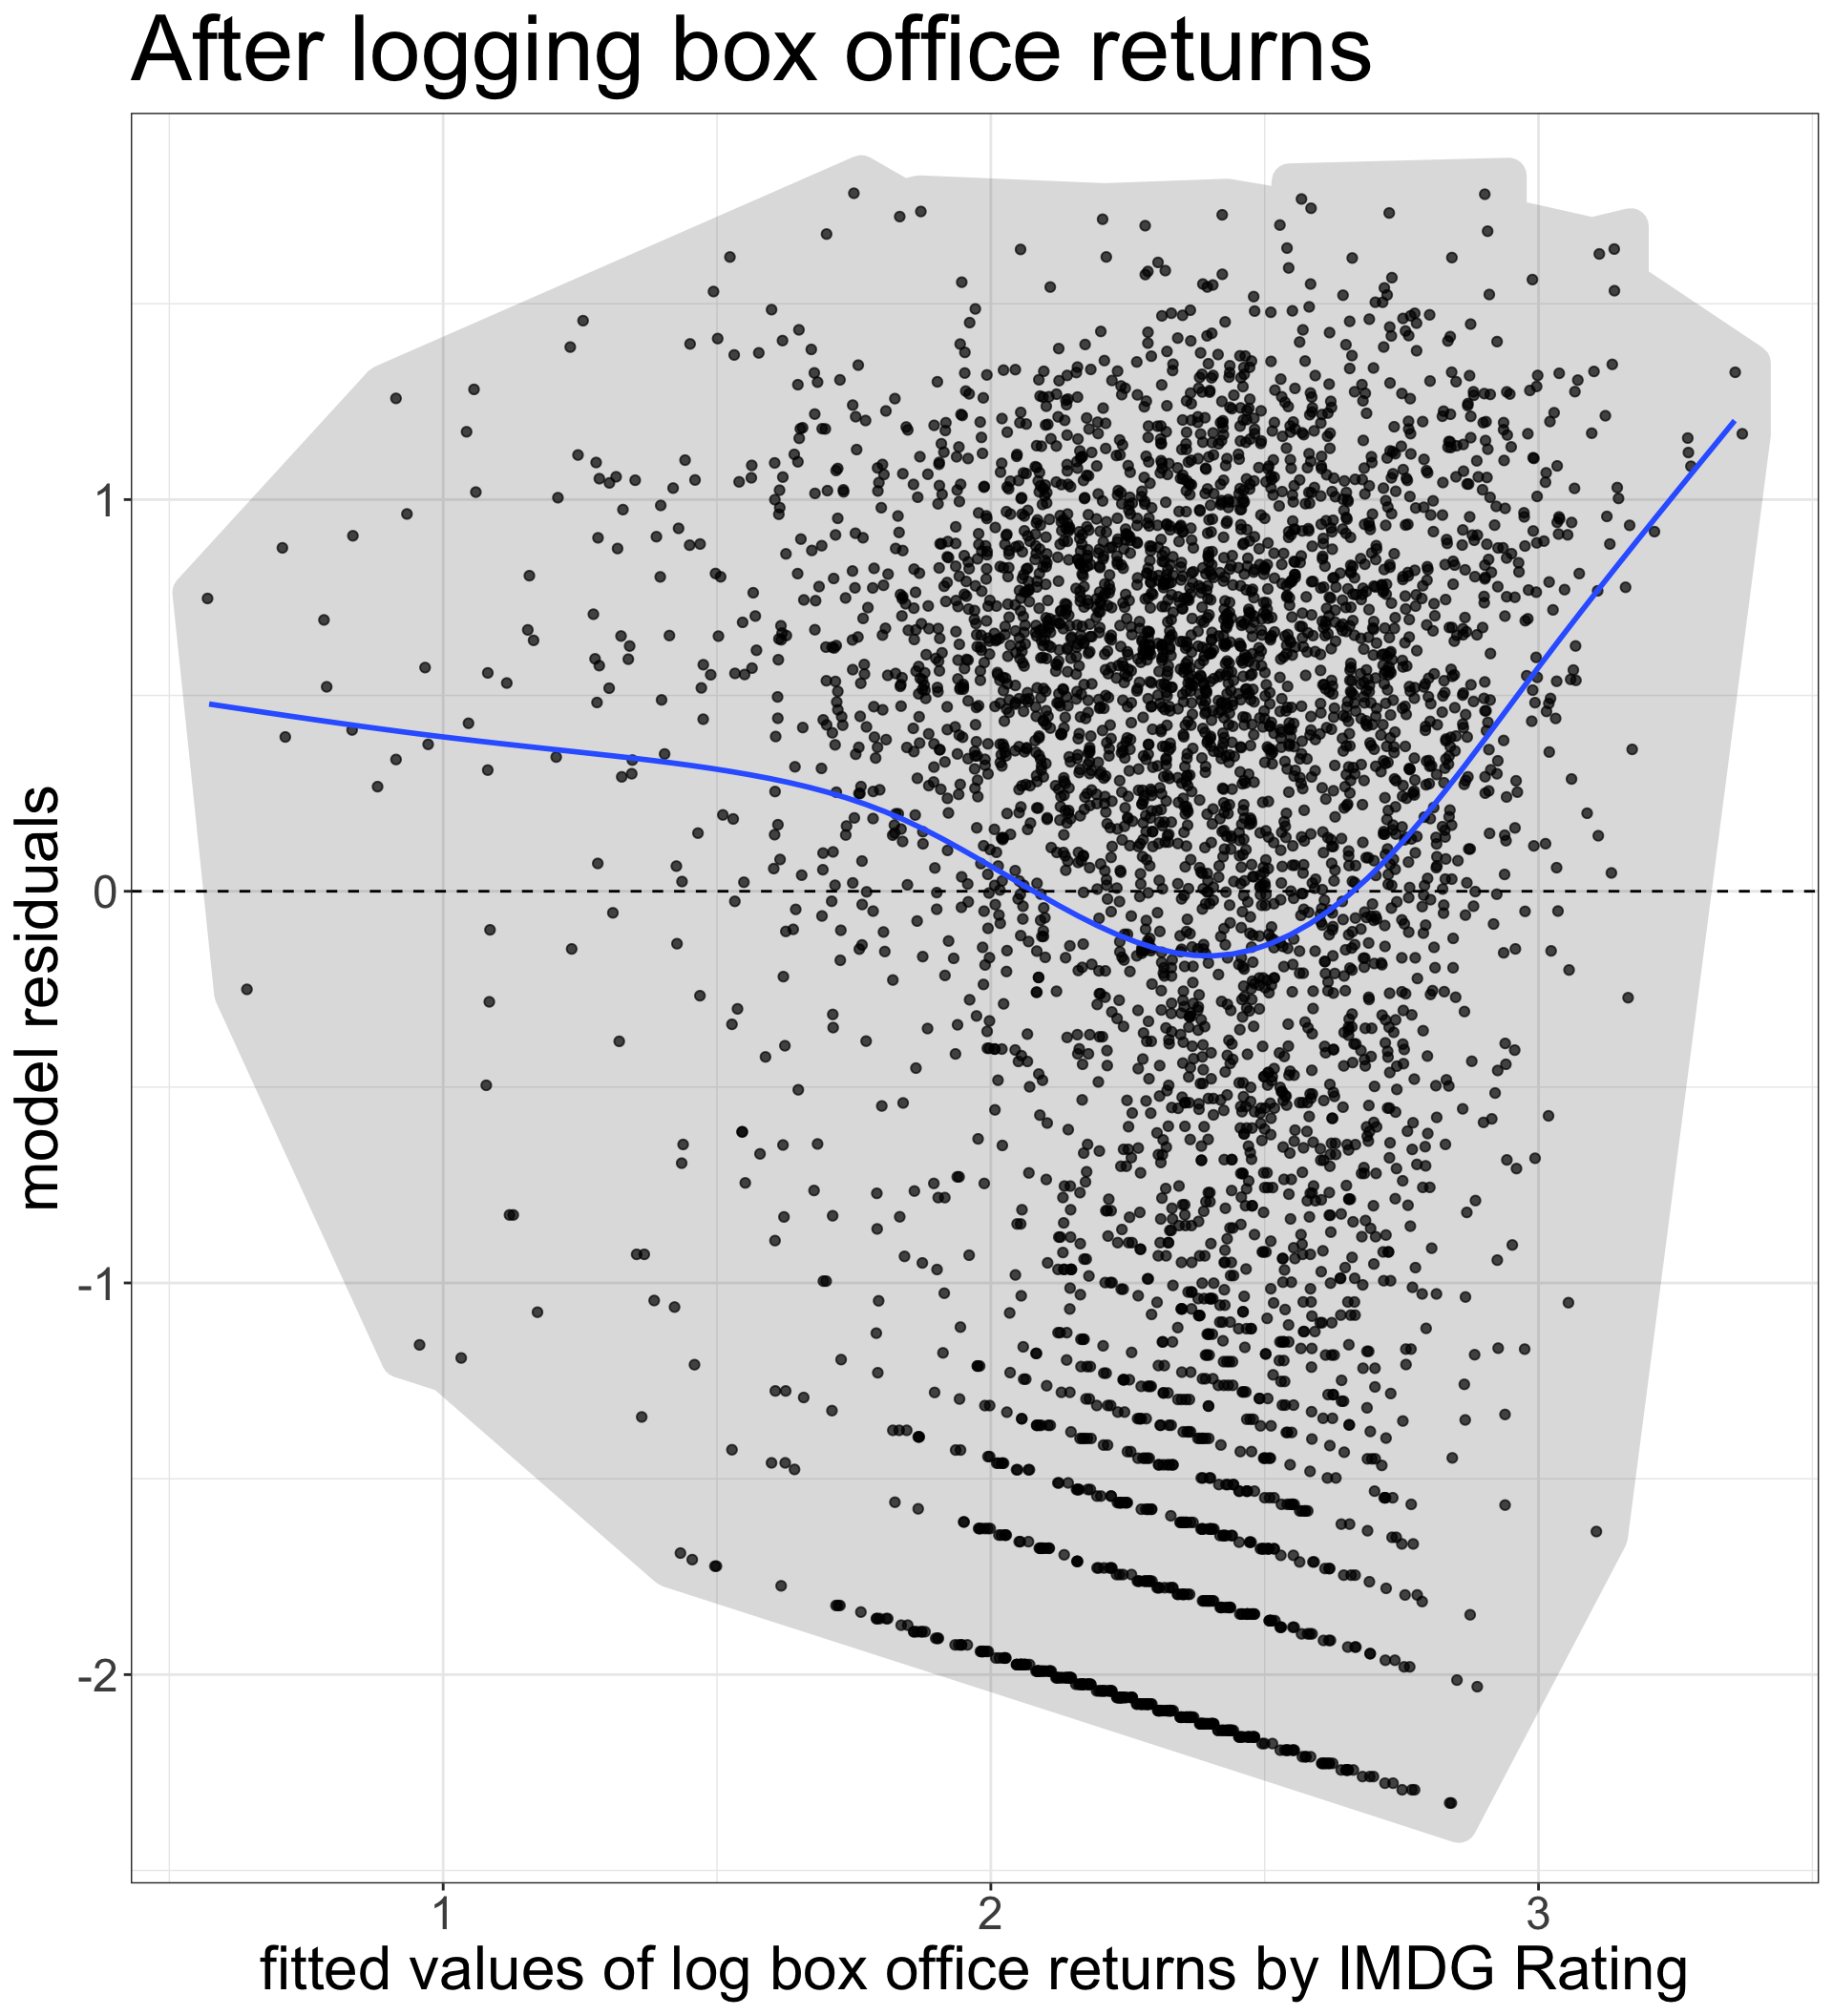 After logging box office returns
model residuals
1
0
-1
-2
1 2 3
fitted values of log box office returns by IMDG Rating